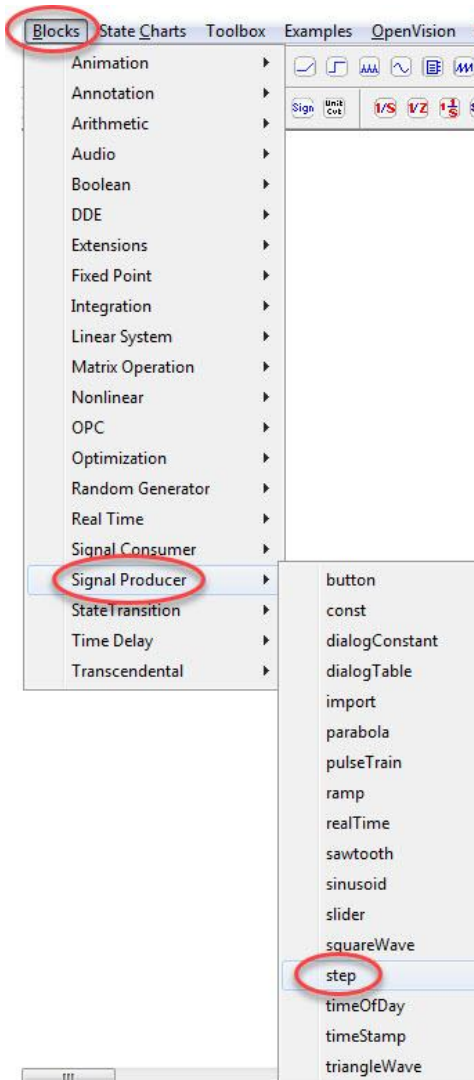 Blocks State Charts Toolbox Examples OpenVision
Animation
Annotation
Sign Unit Cvt 1/S 1/Z
Arithmetic
Audio
Boolean
DDE
Extensions
Fixed Point
Integration
Linear System
Matrix Operation
Nonlinear
OPC
Optimization
Random Generator
Real Time
Signal Consumer
Signal Producer
StateTransition
Time Delay
Transcendental
button
const
dialogConstant
dialogTable
import
parabola
pulseTrain
ramp
realTime
sawtooth
sinusoid
slider
squareWave
step
timeOfDay
timeStamp
triangleWave